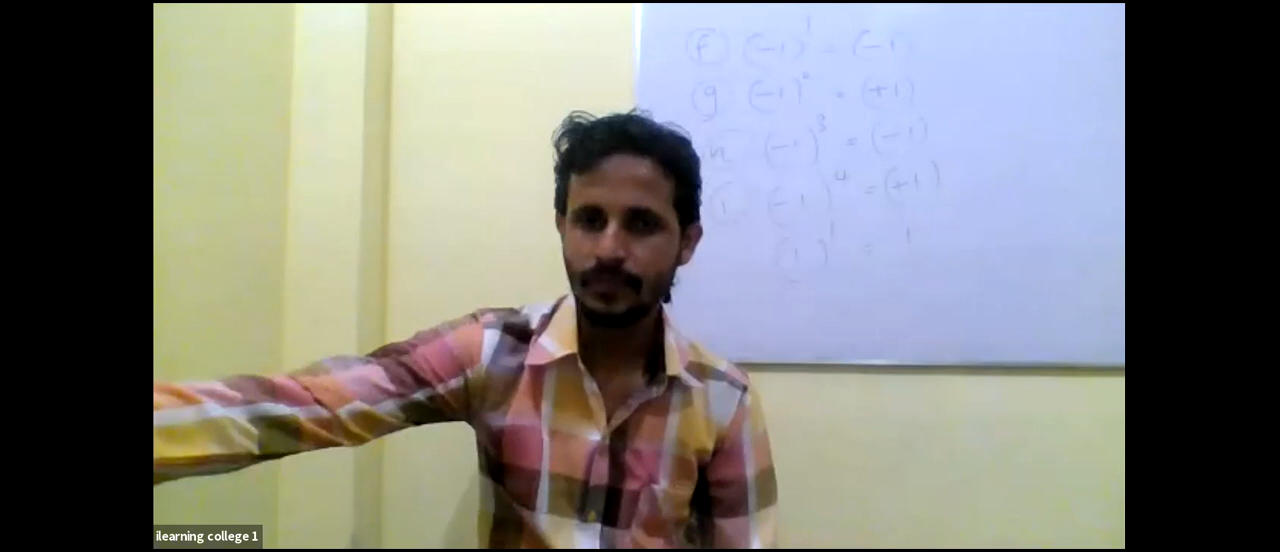 (f) (-1)¹ = (-1)
(g) (-1)² = (+1)
h (-1)³ = (-1)
i (-1)⁴ = (+1)
(1)¹ = 1
ilearning college 1